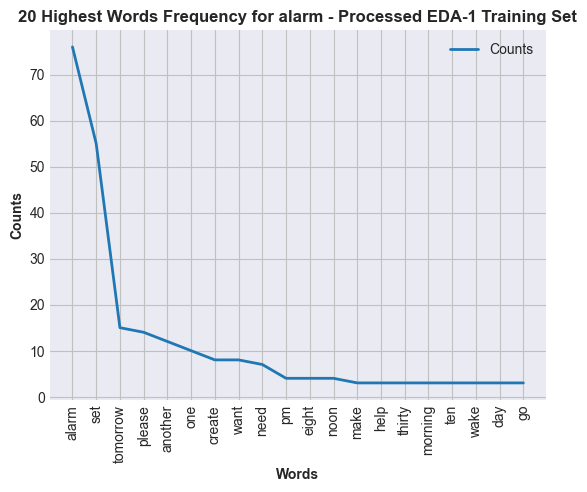 20 Highest Words Frequency for alarm - Processed EDA-1 Training Set
Counts
70
60
50
40
30
20
10
0
Counts
alarm
set
tomorrow
please
another
one
create
want
need
pm
eight
noon
make
help
thirty
morning
ten
wake
day
go
Words